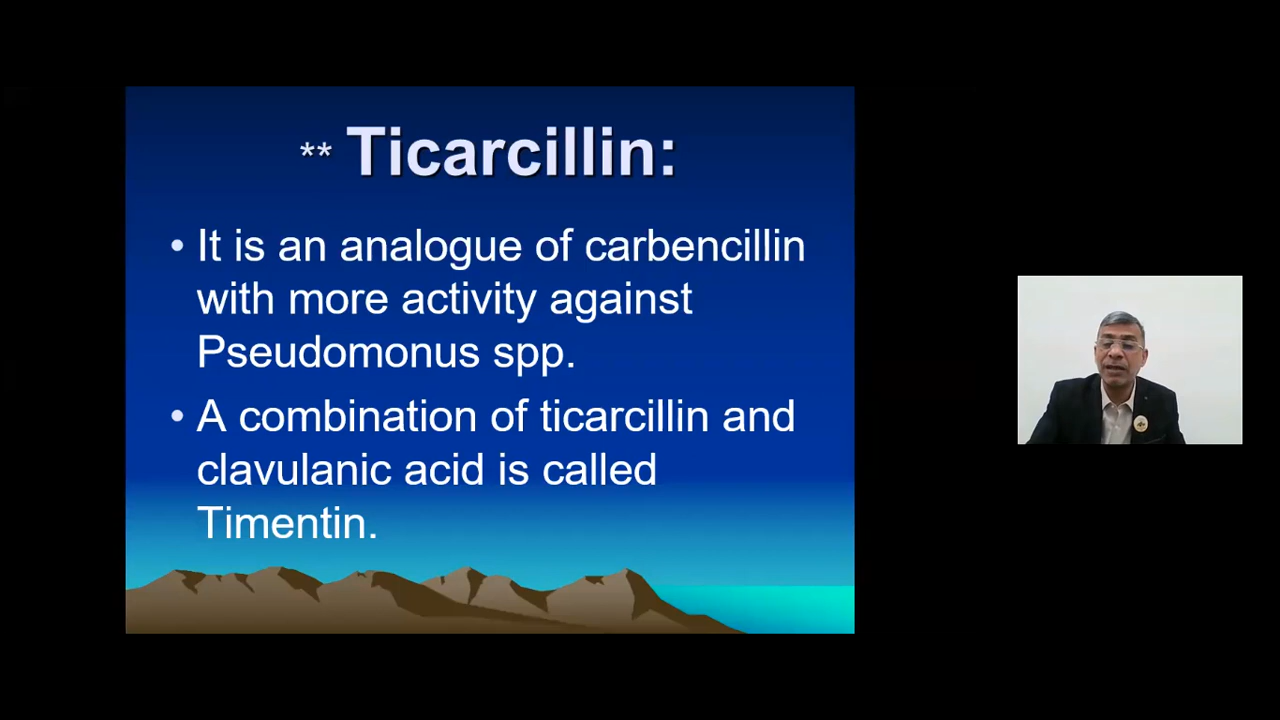 ** Ticarcillin:
• It is an analogue of carbencillin
with more activity against
Pseudomonus spp.
• A combination of ticarcillin and
clavulanic acid is called
Timentin.